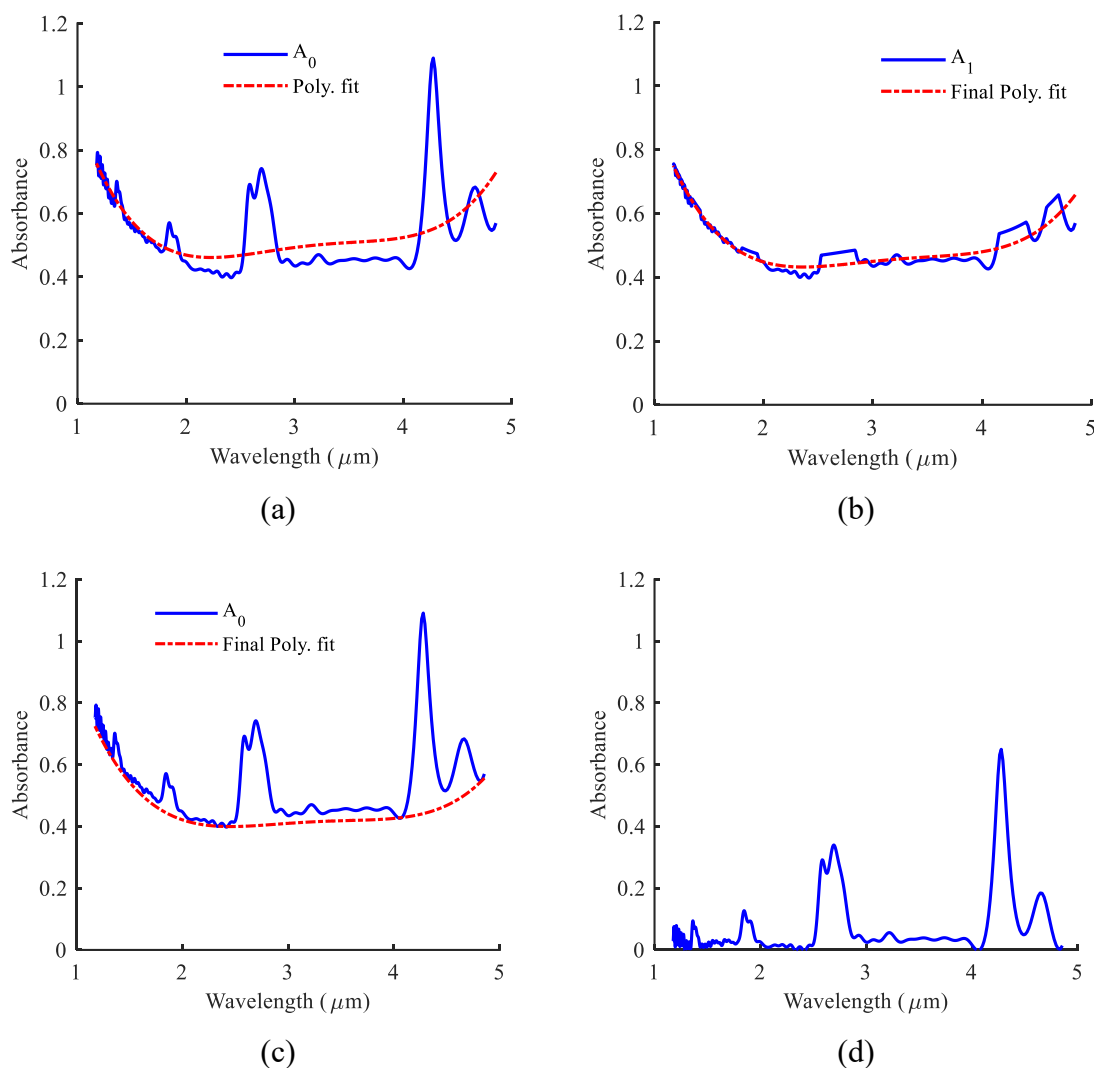 1.2
1
0.8
0.6
0.4
0.2
0
Absorbance
A0
Poly. fit
1 2 3 4 5
Wavelength ( μm)
(a)
1.2
1
0.8
0.6
0.4
0.2
0
Absorbance
A1
Final Poly. fit
1 2 3 4 5
Wavelength ( μm)
(b)
1.2
1
0.8
0.6
0.4
0.2
0
Absorbance
A0
Final Poly. fit
1 2 3 4 5
Wavelength ( μm)
(c)
1.2
1
0.8
0.6
0.4
0.2
0
Absorbance
1 2 3 4 5
Wavelength ( μm)
(d)